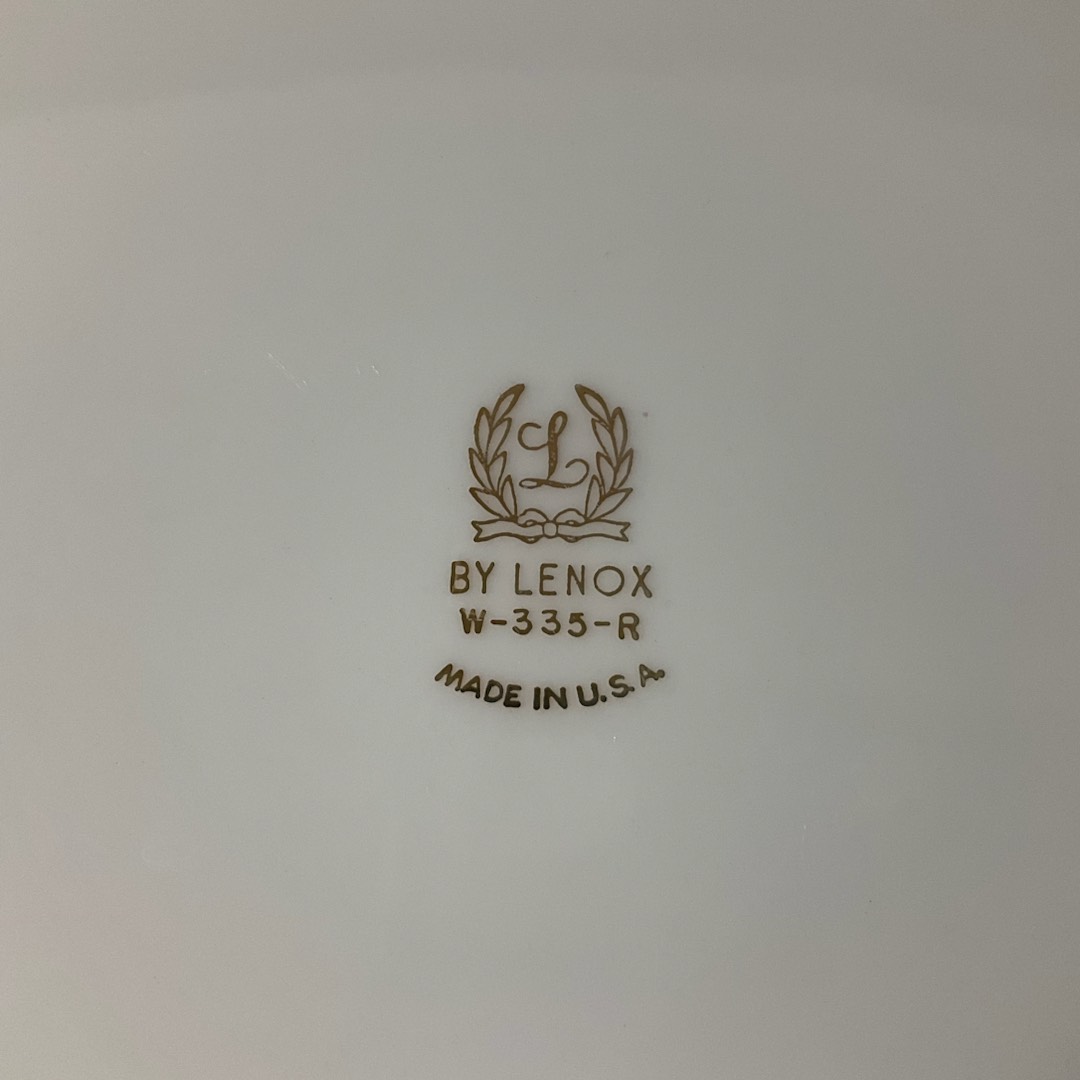 L
BY LENOX
W-335-R
MADE IN U.S.A.